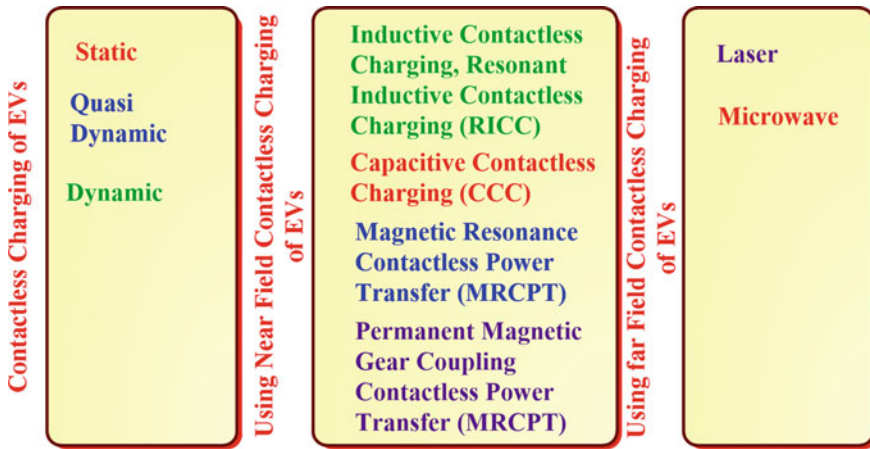 Contactless Charging of EVs
Static
Quasi
Dynamic
Dynamic
Using Near Field Contactless Charging
of EVs
Inductive Contactless
Charging, Resonant
Inductive Contactless
Charging (RICC)
Capacitive Contactless
Charging (CCC)
Magnetic Resonance
Contactless Power
Transfer (MRCPT)
Permanent Magnetic
Gear Coupling
Contactless Power
Transfer (MRCPT)
Using far Field Contactless Charging
of EVs
Laser
Microwave